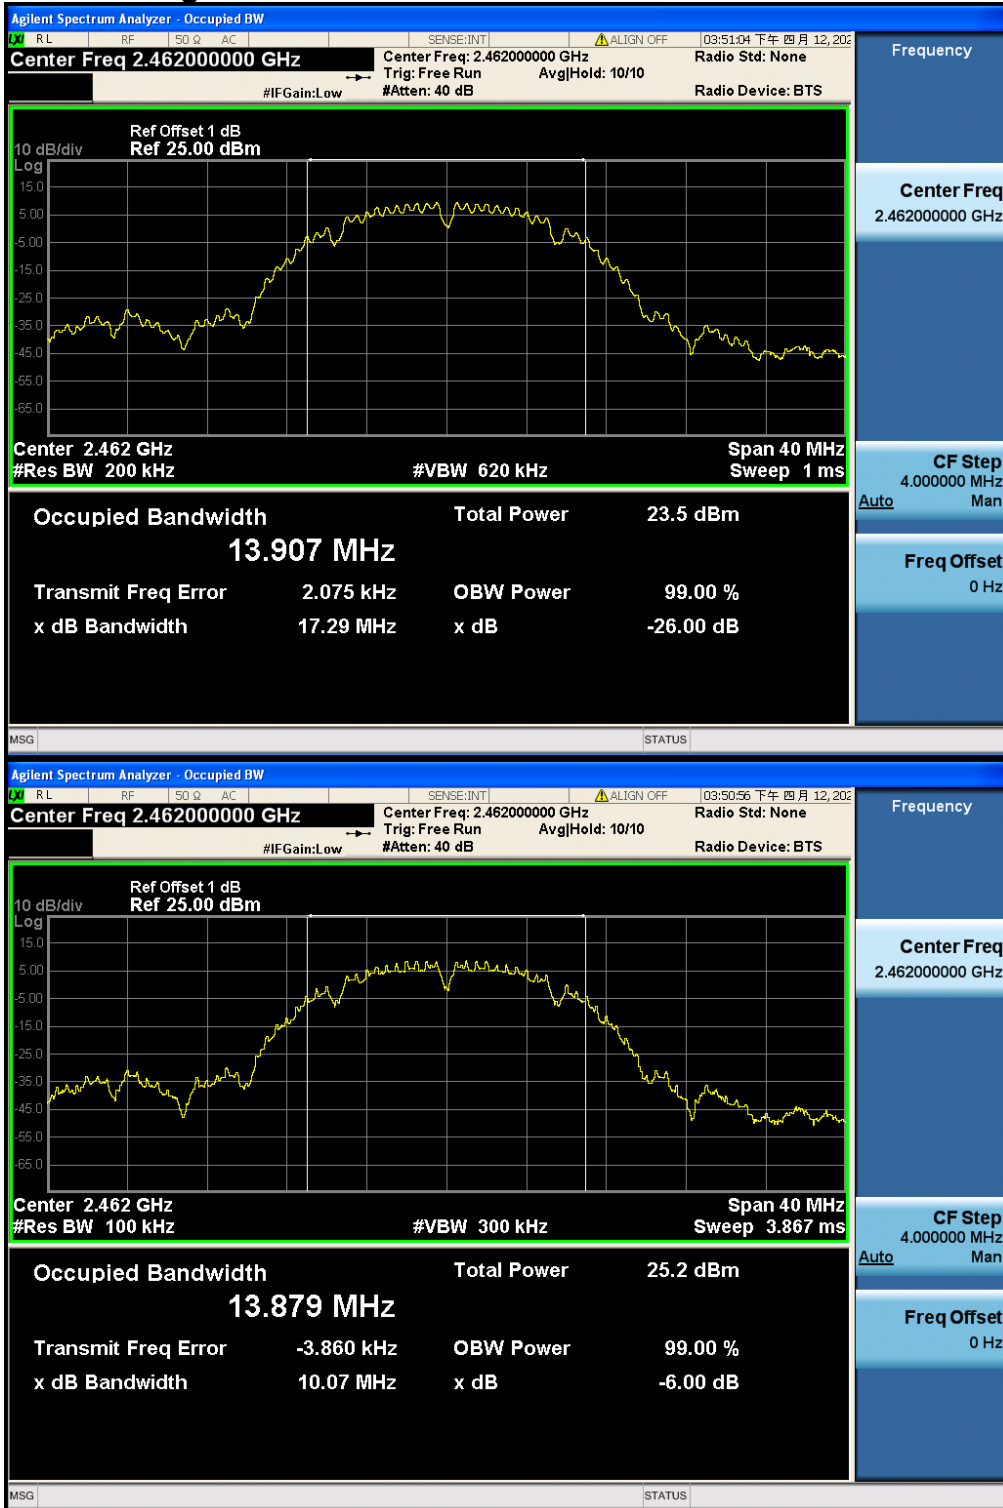 Agilent Spectrum Analyzer - Occupied BW
LXI RL RF 50 Ω AC SENSE:INT ALIGN OFF 03:51:04 下午 四月 12, 202
Center Freq 2.462000000 GHz
Center Freq: 2.462000000 GHz Radio Std: None
Trig: Free Run Avg|Hold: 10/10
#IFGain:Low #Atten: 40 dB Radio Device: BTS
Ref Offset 1 dB
10 dB/div Ref 25.00 dBm
Log
15.0
5.00
-5.00
-15.0
-25.0
-35.0
-45.0
-55.0
-65.0
Center 2.462 GHz Span 40 MHz
#Res BW 200 kHz #VBW 620 kHz Sweep 1 ms
Occupied Bandwidth Total Power 23.5 dBm
13.907 MHz
Transmit Freq Error 2.075 kHz OBW Power 99.00 %
x dB Bandwidth 17.29 MHz x dB -26.00 dB
MSG STATUS
Frequency
Center Freq
2.462000000 GHz
CF Step
4.000000 MHz
Auto Man
Freq Offset
0 Hz
Agilent Spectrum Analyzer - Occupied BW
LXI RL RF 50 Ω AC SENSE:INT ALIGN OFF 03:50:56 下午 四月 12, 202
Center Freq 2.462000000 GHz
Center Freq: 2.462000000 GHz Radio Std: None
Trig: Free Run Avg|Hold: 10/10
#IFGain:Low #Atten: 40 dB Radio Device: BTS
Ref Offset 1 dB
10 dB/div Ref 25.00 dBm
Log
15.0
5.00
-5.00
-15.0
-25.0
-35.0
-45.0
-55.0
-65.0
Center 2.462 GHz Span 40 MHz
#Res BW 100 kHz #VBW 300 kHz Sweep 3.867 ms
Occupied Bandwidth Total Power 25.2 dBm
13.879 MHz
Transmit Freq Error -3.860 kHz OBW Power 99.00 %
x dB Bandwidth 10.07 MHz x dB -6.00 dB
MSG STATUS
Frequency
Center Freq
2.462000000 GHz
CF Step
4.000000 MHz
Auto Man
Freq Offset
0 Hz